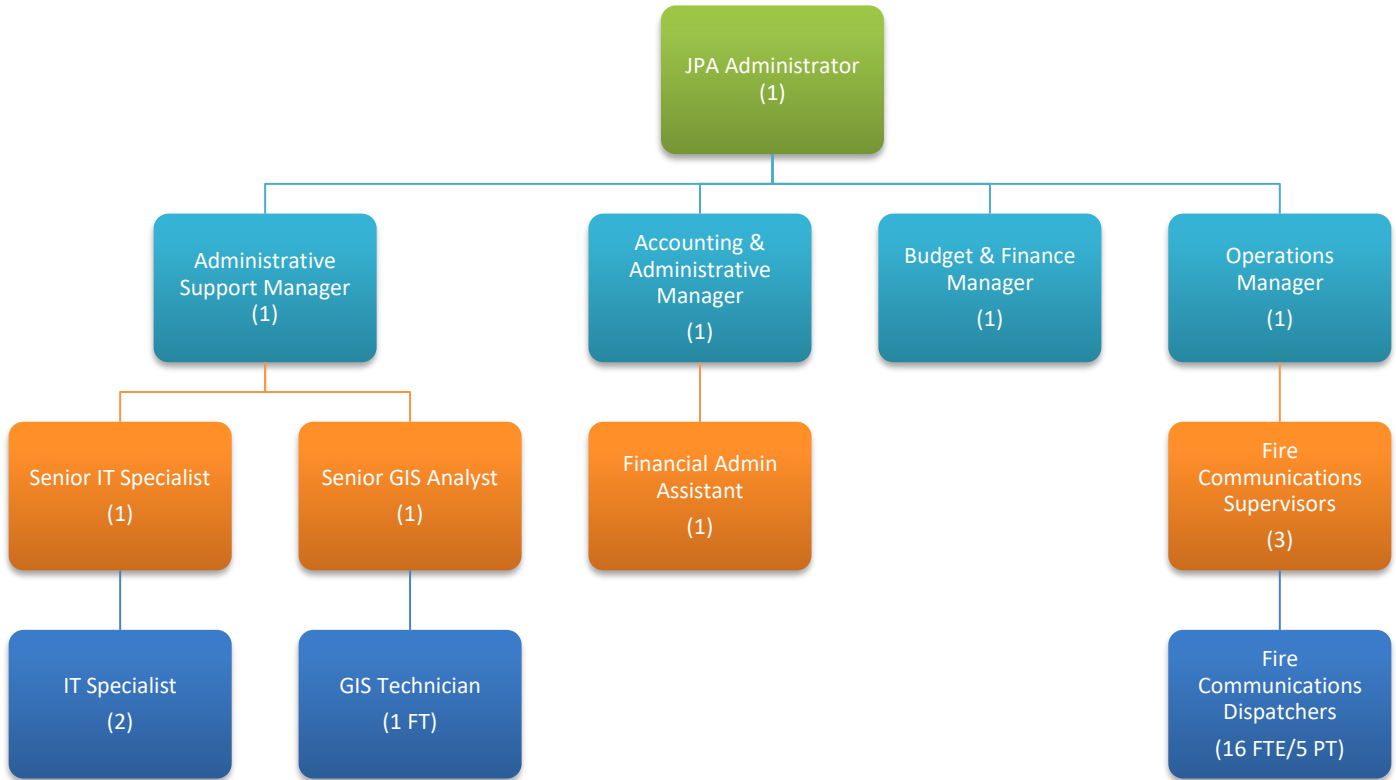 JPA Administrator
(1)
Administrative
Support Manager
(1)
Accounting &
Administrative
Manager
(1)
Budget & Finance
Manager
(1)
Operations
Manager
(1)
Senior IT Specialist
(1)
Senior GIS Analyst
(1)
Financial Admin
Assistant
(1)
Fire
Communications
Supervisors
(3)
IT Specialist
(2)
GIS Technician
(1 FT)
Fire
Communications
Dispatchers
(16 FTE/5 PT)